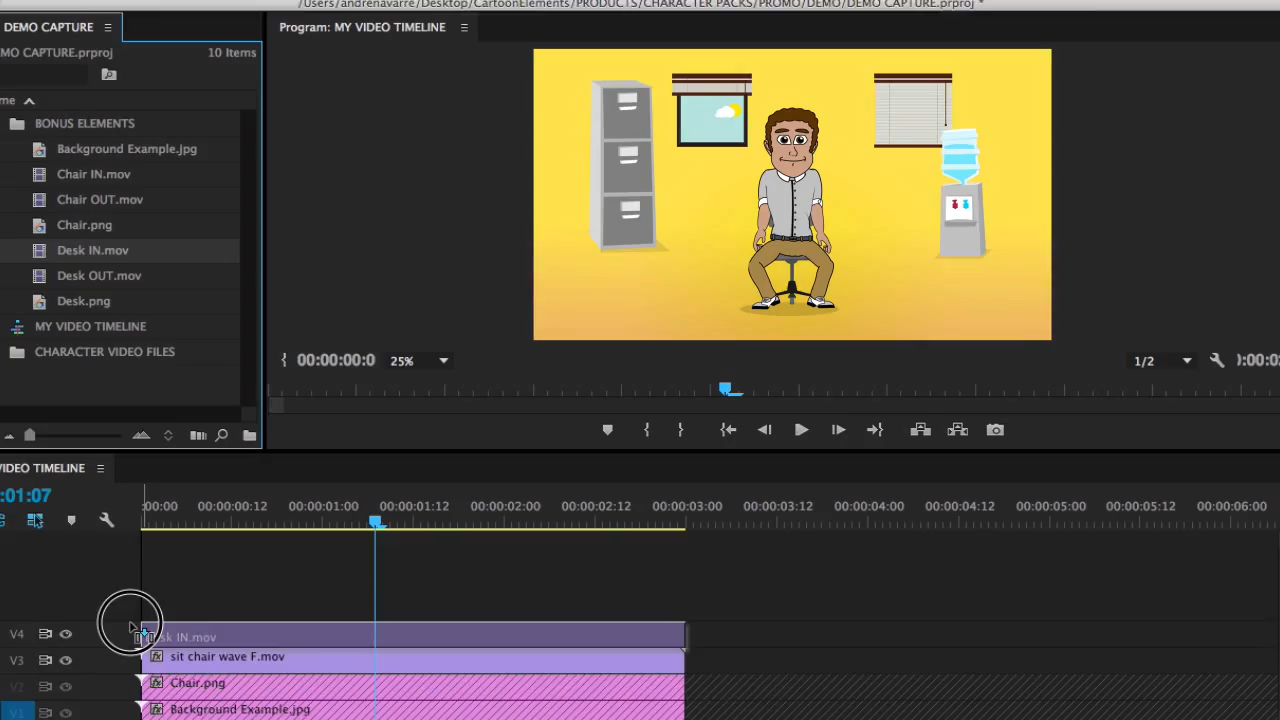 /Users/andrenavarre/Desktop/CartoonElements/PRODUCTS/CHARACTER PACKS/PROMO/DEMO/DEMO CAPTURE.prproj *
DEMO CAPTURE
Program: MY VIDEO TIMELINE
MO CAPTURE.prproj
10 Items
me
BONUS ELEMENTS
Background Example.jpg
Chair IN.mov
Chair OUT.mov
Chair.png
Desk IN.mov
Desk OUT.mov
Desk.png
MY VIDEO TIMELINE
CHARACTER VIDEO FILES
00:00:00:0
25%
1/2
0:00:0
VIDEO TIMELINE
:01:07
:00:00
00:00:00:12
00:00:01:00
00:00:01:12
00:00:02:00
00:00:02:12
00:00:03:00
00:00:03:12
00:00:04:00
00:00:04:12
00:00:05:00
00:00:05:12
00:00:06:00
V4
sk IN.mov
V3
fx sit chair wave F.mov
V2
fx Chair.png
V1
fx Background Example.jpg